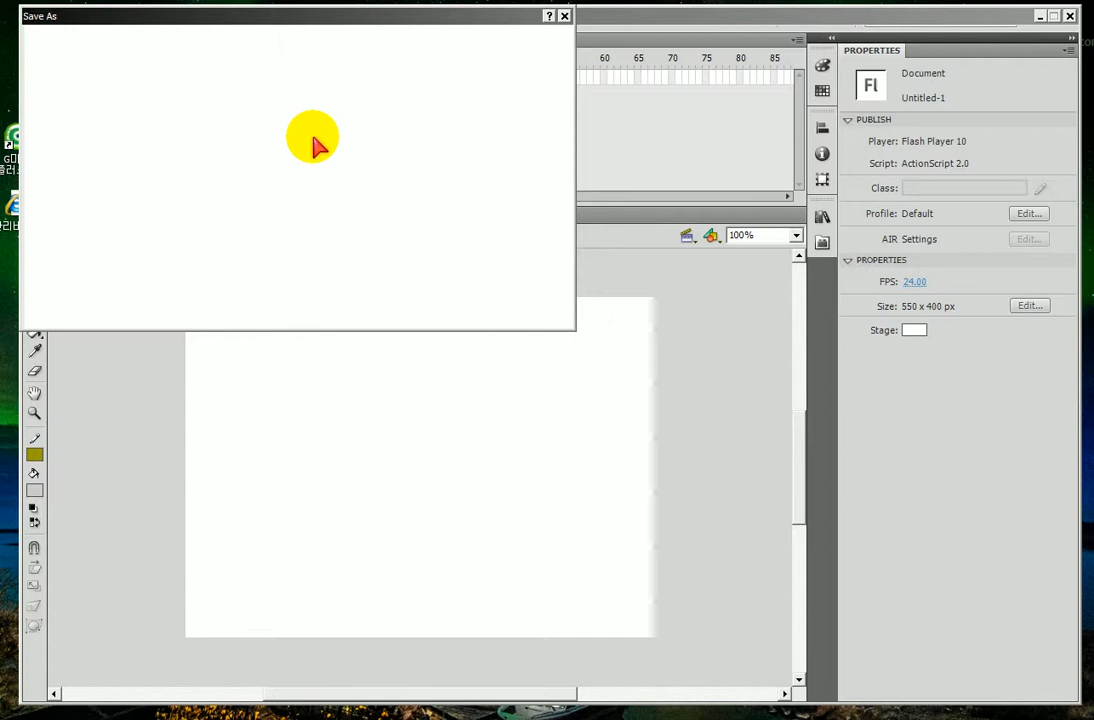 Save As
60 65 70 75 80 85
PROPERTIES
Fl
Document
Untitled-1
PUBLISH
Player: Flash Player 10
Script: ActionScript 2.0
Class:
Profile: Default
Edit...
AIR Settings
Edit...
100%
PROPERTIES
FPS: 24.00
Size: 550 x 400 px
Edit...
Stage: